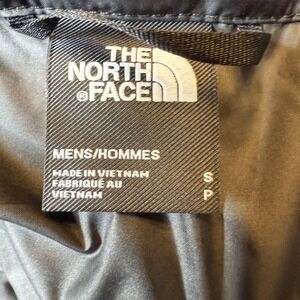 THE
NORTH
®FACE
MENS/HOMMES
MADE IN VIETNAM
FABRIQUÉ AU
VIETNAM
S
P